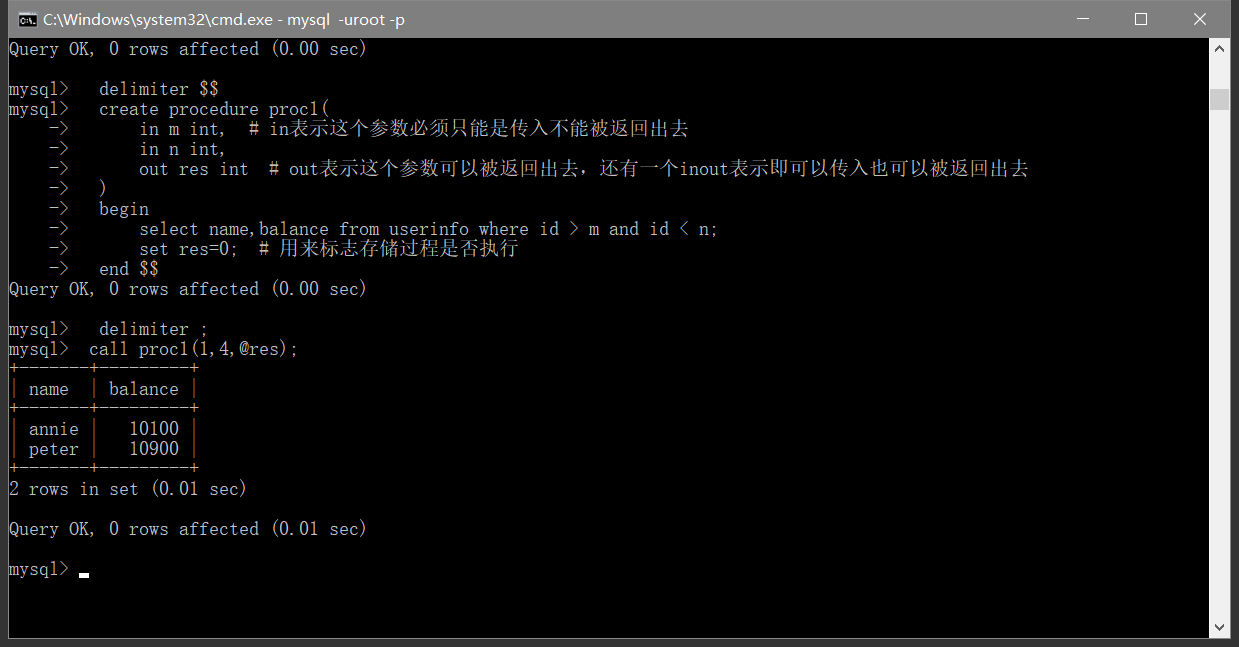 C:\Windows\system32\cmd.exe - mysql  -uroot -p
Query OK, 0 rows affected (0.00 sec)
mysql>   delimiter $$
mysql>   create procedure proc1(
    ->       in m int,  # in表示这个参数必须只能是传入不能被返回出去
    ->       in n int,
    ->       out res int  # out表示这个参数可以被返回出去，还有一个inout表示即可以传入也可以被返回出去
    ->   )
    ->   begin
    ->       select name,balance from userinfo where id > m and id < n;
    ->       set res=0;  # 用来标志存储过程是否执行
    ->   end $$
Query OK, 0 rows affected (0.00 sec)
mysql>   delimiter ;
mysql>  call proc1(1,4,@res);
+-------+---------+
| name  | balance |
+-------+---------+
| annie |   10100 |
| peter |   10900 |
+-------+---------+
2 rows in set (0.01 sec)
Query OK, 0 rows affected (0.01 sec)
mysql>